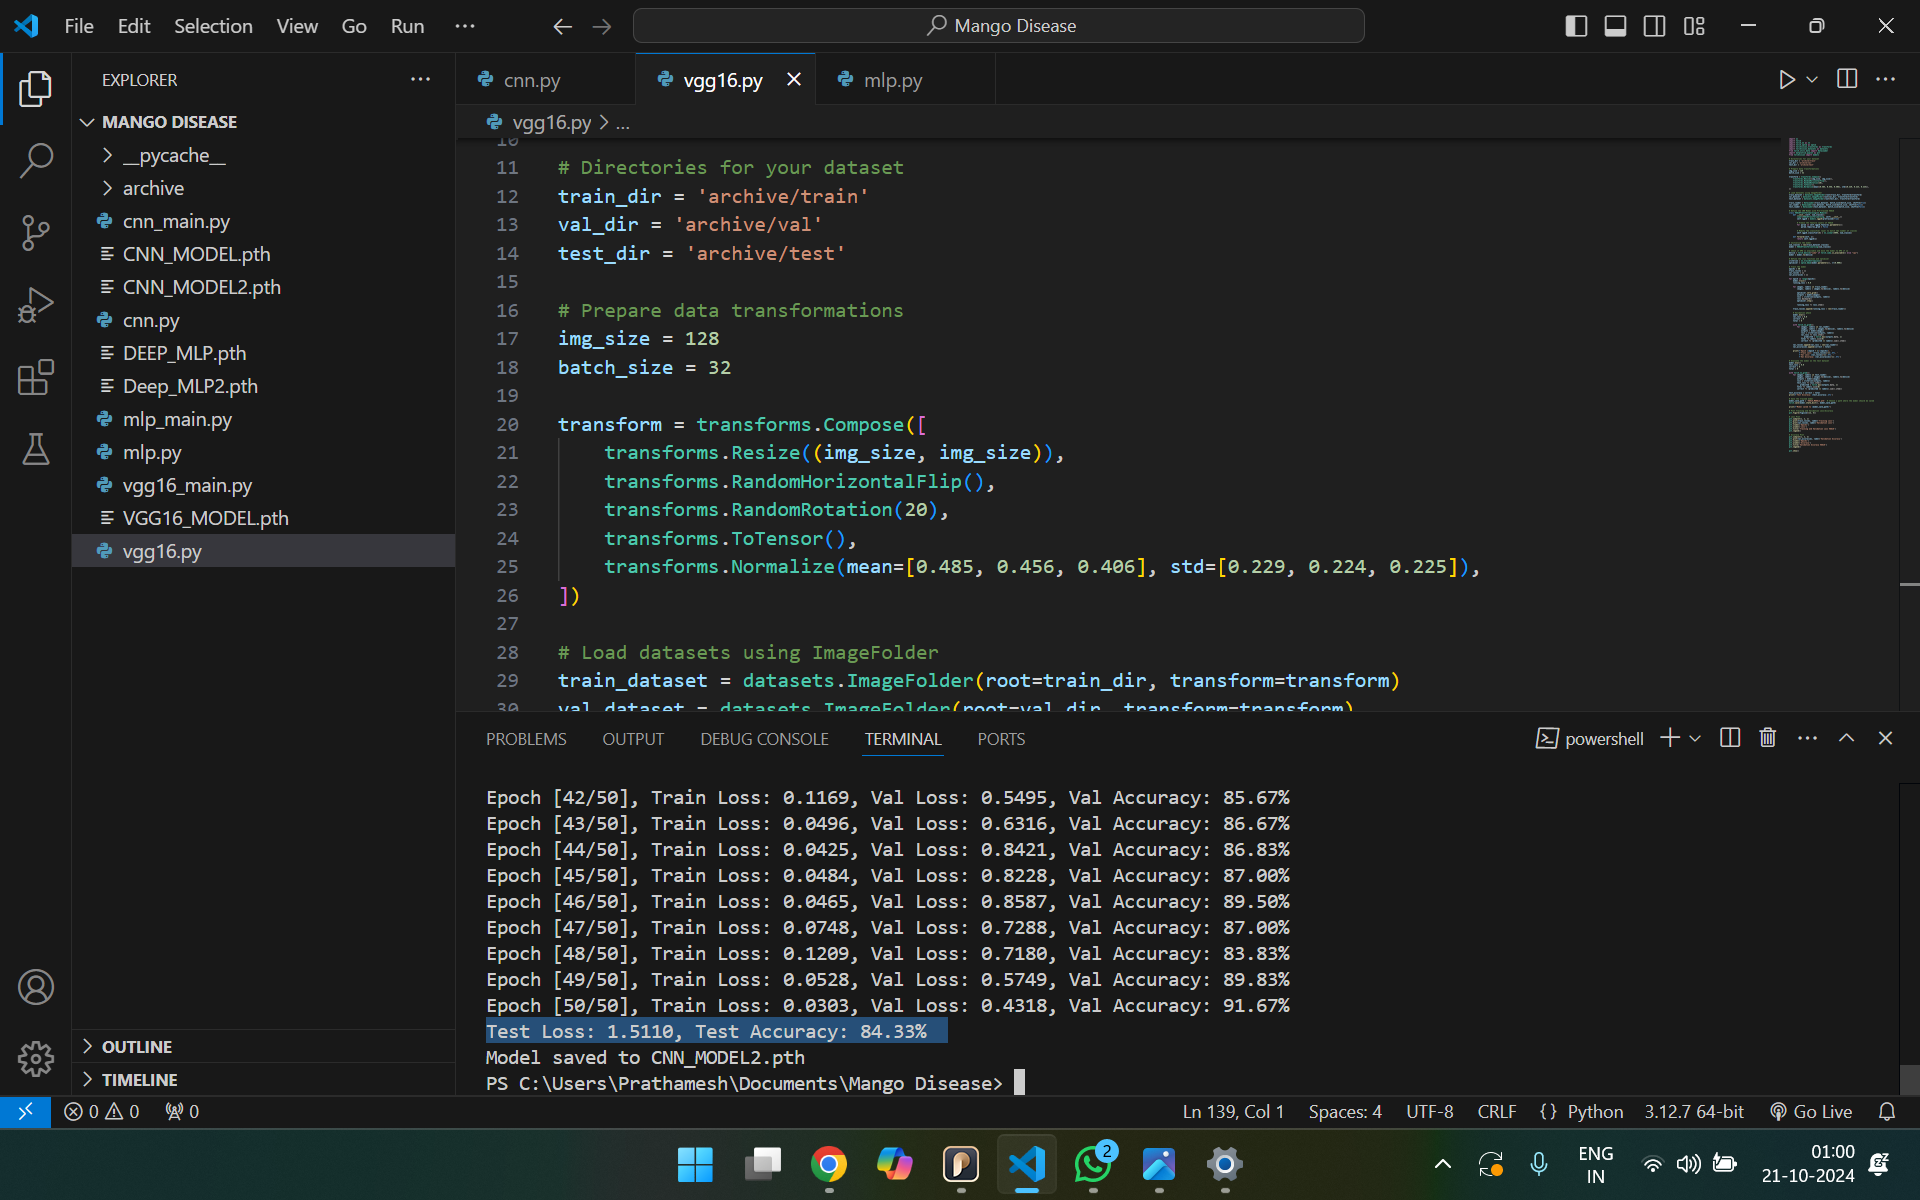 File Edit Selection View Go Run ···
Mango Disease
EXPLORER
cnn.py vgg16.py mlp.py
MANGO DISEASE
__pycache__
archive
cnn_main.py
CNN_MODEL.pth
CNN_MODEL2.pth
cnn.py
DEEP_MLP.pth
Deep_MLP2.pth
mlp_main.py
mlp.py
vgg16_main.py
VGG16_MODEL.pth
vgg16.py
OUTLINE
TIMELINE
vgg16.py > ...
10
11 # Directories for your dataset
12 train_dir = 'archive/train'
13 val_dir = 'archive/val'
14 test_dir = 'archive/test'
15
16 # Prepare data transformations
17 img_size = 128
18 batch_size = 32
19
20 transform = transforms.Compose([
21 transforms.Resize((img_size, img_size)),
22 transforms.RandomHorizontalFlip(),
23 transforms.RandomRotation(20),
24 transforms.ToTensor(),
25 transforms.Normalize(mean=[0.485, 0.456, 0.406], std=[0.229, 0.224, 0.225]),
26 ])
27
28 # Load datasets using ImageFolder
29 train_dataset = datasets.ImageFolder(root=train_dir, transform=transform)
30 val_dataset = datasets.ImageFolder(root=val_dir, transform=transform)
PROBLEMS OUTPUT DEBUG CONSOLE TERMINAL PORTS
powershell
Epoch [42/50], Train Loss: 0.1169, Val Loss: 0.5495, Val Accuracy: 85.67%
Epoch [43/50], Train Loss: 0.0496, Val Loss: 0.6316, Val Accuracy: 86.67%
Epoch [44/50], Train Loss: 0.0425, Val Loss: 0.8421, Val Accuracy: 86.83%
Epoch [45/50], Train Loss: 0.0484, Val Loss: 0.8228, Val Accuracy: 87.00%
Epoch [46/50], Train Loss: 0.0465, Val Loss: 0.8587, Val Accuracy: 89.50%
Epoch [47/50], Train Loss: 0.0748, Val Loss: 0.7288, Val Accuracy: 87.00%
Epoch [48/50], Train Loss: 0.1209, Val Loss: 0.7180, Val Accuracy: 83.83%
Epoch [49/50], Train Loss: 0.0528, Val Loss: 0.5749, Val Accuracy: 89.83%
Epoch [50/50], Train Loss: 0.0303, Val Loss: 0.4318, Val Accuracy: 91.67%
Test Loss: 1.5110, Test Accuracy: 84.33%
Model saved to CNN_MODEL2.pth
PS C:\Users\Prathamesh\Documents\Mango Disease>
0 0 0
Ln 139, Col 1 Spaces: 4 UTF-8 CRLF {} Python 3.12.7 64-bit Go Live
2
ENG
IN
01:00
21-10-2024